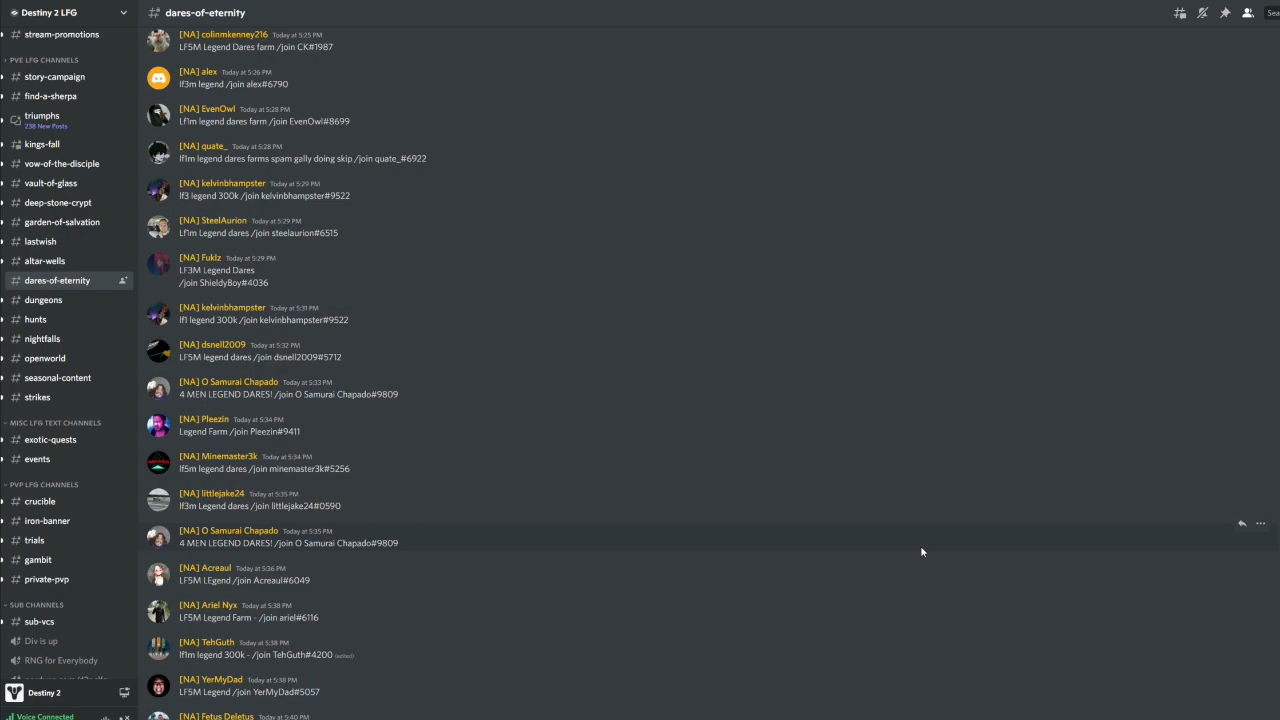 Destiny 2 LFG
stream-promotions
PVE LFG CHANNELS
story-campaign
find-a-sherpa
triumphs
238 New Posts
kings-fall
vow-of-the-disciple
vault-of-glass
deep-stone-crypt
garden-of-salvation
lastwish
altar-wells
dares-of-eternity
dungeons
hunts
nightfalls
openworld
seasonal-content
strikes
MISC LFG TEXT CHANNELS
exotic-quests
events
PVP LFG CHANNELS
crucible
iron-banner
trials
gambit
private-pvp
SUB CHANNELS
sub-vcs
Div is up
RNG for Everybody
Destiny 2
Voice Connected
dares-of-eternity
Sea
[NA] colinmkenney216 Today at 5:25 PM
LF5M Legend Dares farm /join CK#1987
[NA] alex Today at 5:26 PM
lf3m legend /join alex#6790
[NA] EvenOwl Today at 5:28 PM
Lf1m legend dares farm /join EvenOwl#8699
[NA] quate_ Today at 5:28 PM
lf1m legend dares farms spam gally doing skip /join quate_#6922
[NA] kelvinbhampster Today at 5:29 PM
lf3 legend 300k /join kelvinbhampster#9522
[NA] SteelAurion Today at 5:29 PM
Lf1m Legend dares /join steelaurion#6515
[NA] Fuklz Today at 5:29 PM
LF3M Legend Dares
/join ShieldyBoy#4036
[NA] kelvinbhampster Today at 5:31 PM
lf1 legend 300k /join kelvinbhampster#9522
[NA] dsnell2009 Today at 5:32 PM
LF5M legend dares /join dsnell2009#5712
[NA] O Samurai Chapado Today at 5:33 PM
4 MEN LEGEND DARES! /join O Samurai Chapado#9809
[NA] Pleezin Today at 5:34 PM
Legend Farm /join Pleezin#9411
[NA] Minemaster3k Today at 5:34 PM
lf5m legend dares /join minemaster3k#5256
[NA] littlejake24 Today at 5:35 PM
lf3m Legend dares /join littlejake24#0590
[NA] O Samurai Chapado Today at 5:35 PM
4 MEN LEGEND DARES! /join O Samurai Chapado#9809
[NA] Acreaul Today at 5:36 PM
LF5M LEgend /join Acreaul#6049
[NA] Ariel Nyx Today at 5:38 PM
LF5M Legend Farm - /join ariel#6116
[NA] TehGuth Today at 5:38 PM
lf1m legend 300k - /join TehGuth#4200 (edited)
[NA] YerMyDad Today at 5:38 PM
LF5M Legend /join YerMyDad#5057
[NA] Fetus Deletus Today at 5:40 PM